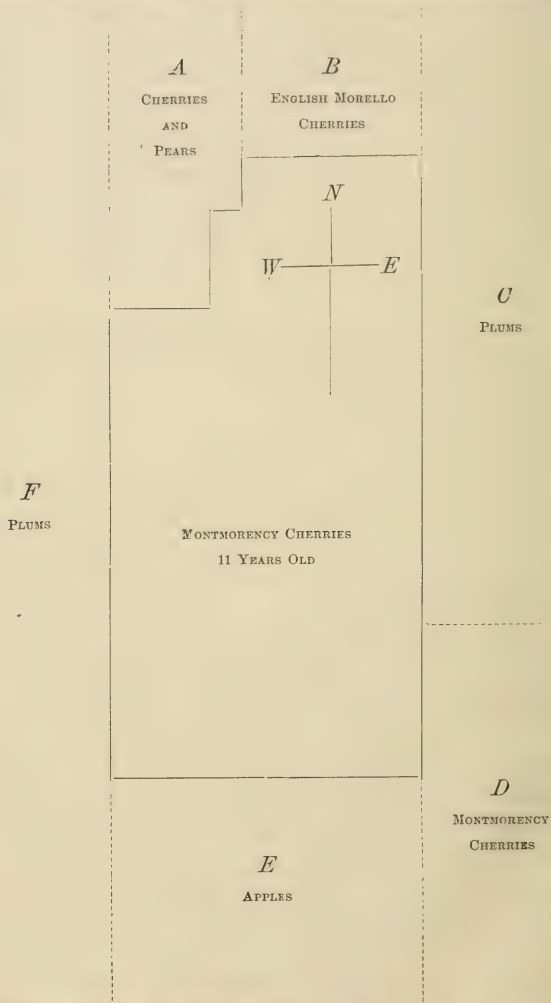 A
CHERRIES
AND
PEARS
B
ENGLISH MORELLO
CHERRIES
N
W E
C
PLUMS
F
PLUMS
MONTMORENCY CHERRIES
11 YEARS OLD
D
MONTMORENCY
CHERRIES
E
APPLES